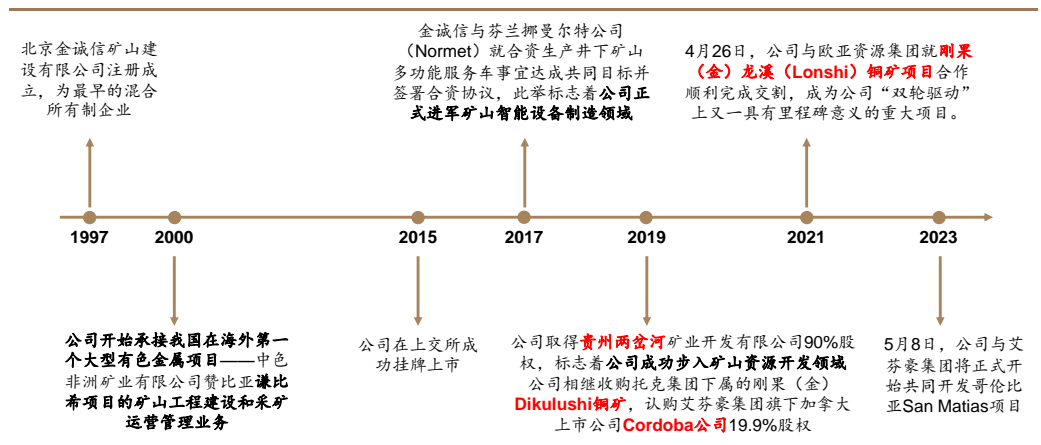 北京金诚信矿山建
设有限公司注册成
立，为最早的混合
所有制企业
金诚信与芬兰挪曼尔特公司
（Normet）就合资生产井下矿山
多功能服务车事宜达成共同目标并
签署合资协议，此举标志着公司正
式进军矿山智能设备制造领域
4月26日，公司与欧亚资源集团就刚果
（金）龙溪（Lonshi）铜矿项目合作
顺利完成交割，成为公司“双轮驱动”
上又一具有里程碑意义的重大项目。
1997
2000
2015
2017
2019
2021
2023
公司开始承接我国在海外第一
个大型有色金属项目——中色
非洲矿业有限公司赞比亚谦比
希项目的矿山工程建设和采矿
运营管理业务
公司在上交所成
功挂牌上市
公司取得贵州两岔河矿业开发有限公司90%股
权，标志着公司成功步入矿山资源开发领域
公司相继收购托克集团下属的刚果（金）
Dikulushi铜矿，认购艾芬豪集团旗下加拿大
上市公司Cordoba公司19.9%股权
5月8日，公司与艾
芬豪集团将正式开
始共同开发哥伦比
亚San Matias项目